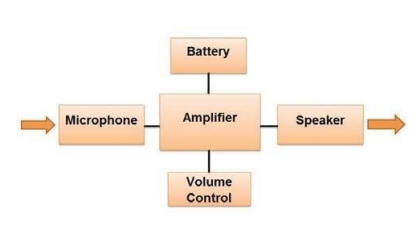 Battery
Microphone
Amplifier
Speaker
Volume
Control